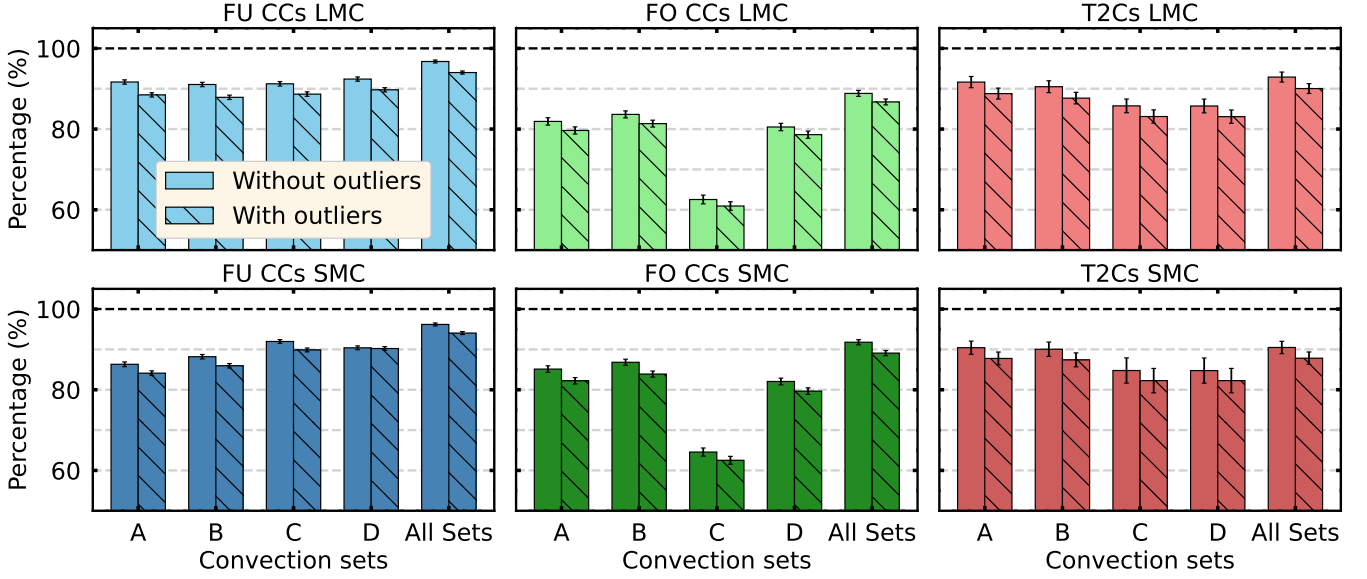 FU CCs LMC
FO CCs LMC
T2Cs LMC
Percentage (%)
100
80
60
Without outliers
With outliers
FU CCs SMC
FO CCs SMC
T2Cs SMC
Percentage (%)
100
80
60
A B C D All Sets
A B C D All Sets
A B C D All Sets
Convection sets
Convection sets
Convection sets